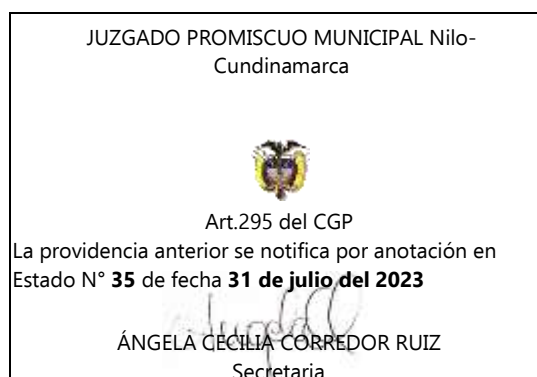 JUZGADO PROMISCUO MUNICIPAL Nilo-
Cundinamarca
Art.295 del CGP
La providencia anterior se notifica por anotación en
Estado N° 35 de fecha 31 de julio del 2023
ÁNGELA CECILIA CORREDOR RUIZ
Secretaria